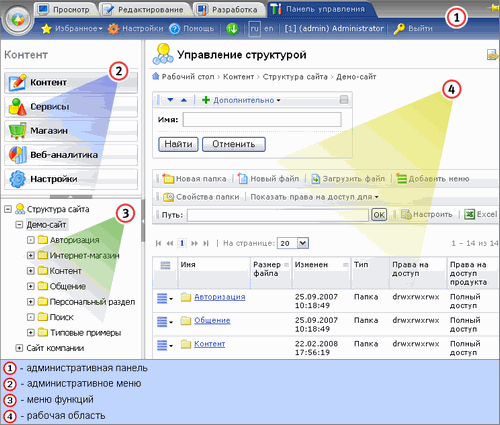 Просмотр Редактирование Разработка Панель управления
Избранное Настройки Помощь ru en [1] (admin) Administrator Выйти
1
Контент
Контент
2
Сервисы
Магазин
Веб-аналитика
Настройки
Структура сайта
Демо-сайт
3
Авторизация
Интернет-магазин
Контент
Общение
Персональный раздел
Поиск
Типовые примеры
Сайт компании
Управление структурой
Рабочий стол › Контент › Структура сайта › Демо-сайт
4
Дополнительно
Имя:
Найти Отменить
Новая папка Новый файл Загрузить файл Добавить меню
Свойства папки Показать права на доступ для
Путь: OK Настроить Excel
1 На странице: 20 1 - 14 из 14
Имя Размер файла Изменен Тип Права на доступ Права на доступ продукта
Авторизация 25.09.2007 10:18:49 Папка drwxrwxrwx Полный доступ
Общение 25.09.2007 10:18:49 Папка drwxrwxrwx Полный доступ
Контент 22.02.2008 17:56:19 Папка drwxrwxrwx Полный доступ
1 - административная панель
2 - административное меню
3 - меню функций
4 - рабочая область